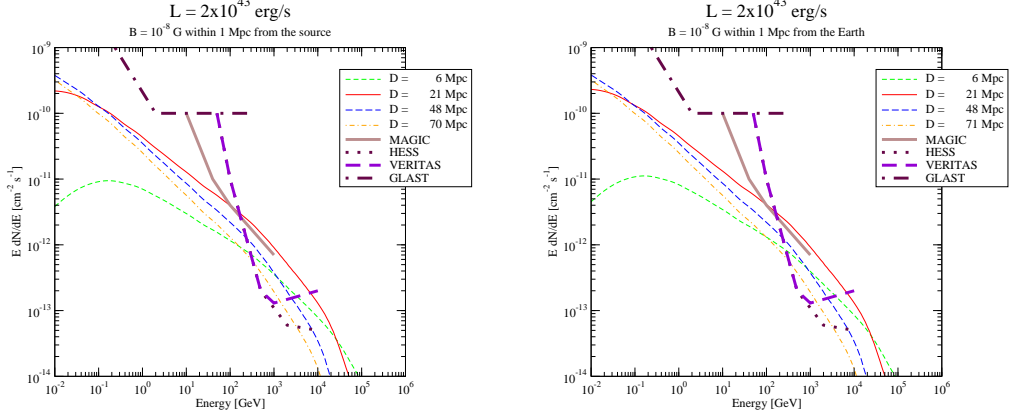 L = 2x10^43 erg/s
B = 10^-8 G within 1 Mpc from the source
E dN/dE [cm^-2 s^-1]
10^-9
10^-10
10^-11
10^-12
10^-13
10^-14
10^-2 10^-1 10^0 10^1 10^2 10^3 10^4 10^5 10^6
Energy [GeV]
D = 6 Mpc
D = 21 Mpc
D = 48 Mpc
D = 70 Mpc
MAGIC
HESS
VERITAS
GLAST
L = 2x10^43 erg/s
B = 10^-8 G within 1 Mpc from the Earth
E dN/dE [cm^-2 s^-1]
10^-9
10^-10
10^-11
10^-12
10^-13
10^-14
10^-2 10^-1 10^0 10^1 10^2 10^3 10^4 10^5 10^6
Energy [GeV]
D = 6 Mpc
D = 21 Mpc
D = 48 Mpc
D = 71 Mpc
MAGIC
HESS
VERITAS
GLAST